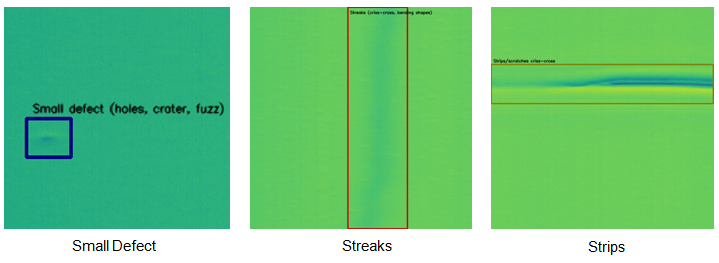 Small defect (holes, crater, fuzz)
Streaks (criss-cross, bending shapes)
Strips/scratches criss-cross
Small Defect
Streaks
Strips